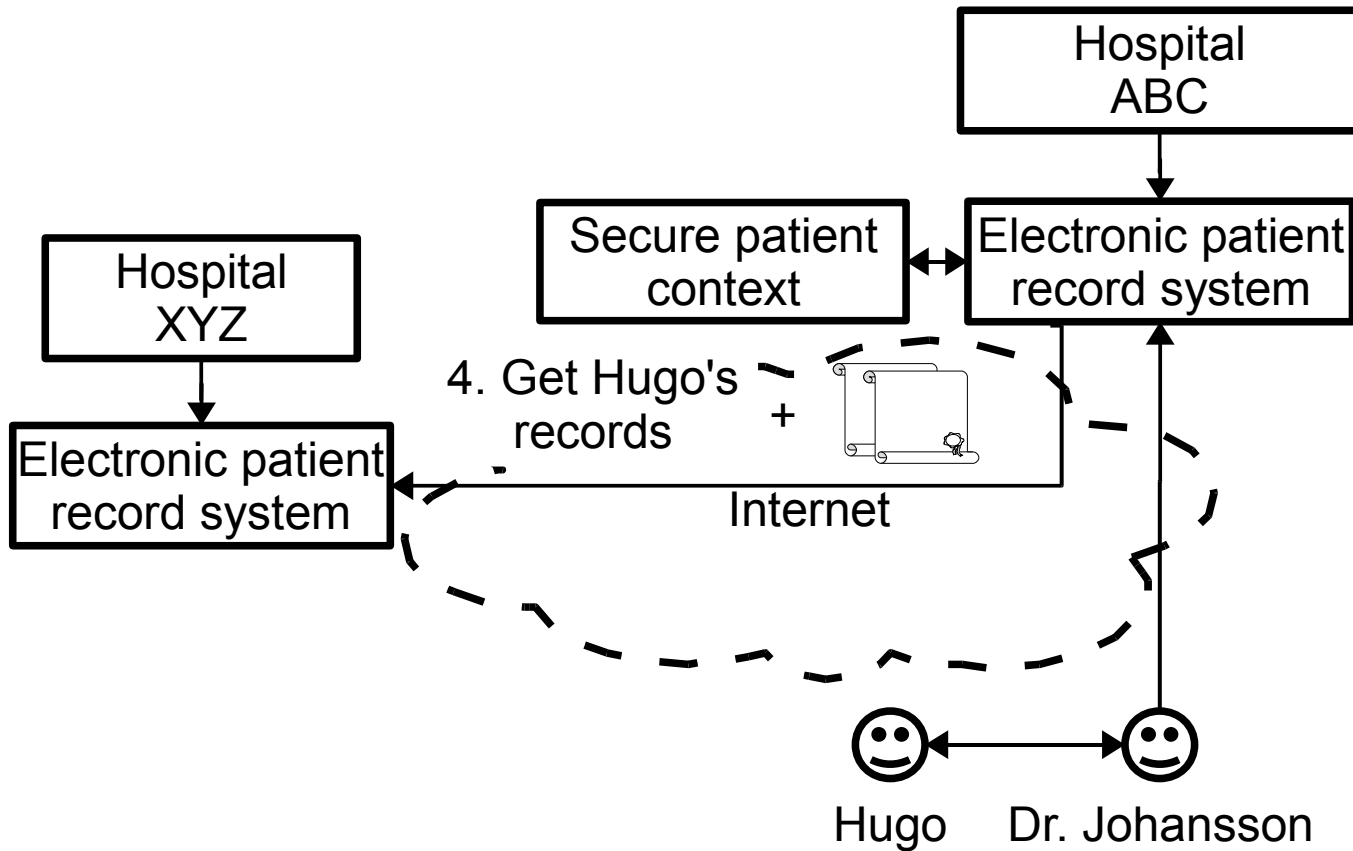 Hospital
ABC
Secure patient
context
Electronic patient
record system
Hospital
XYZ
4. Get Hugo's
records
+
Electronic patient
record system
Internet
Hugo
Dr. Johansson